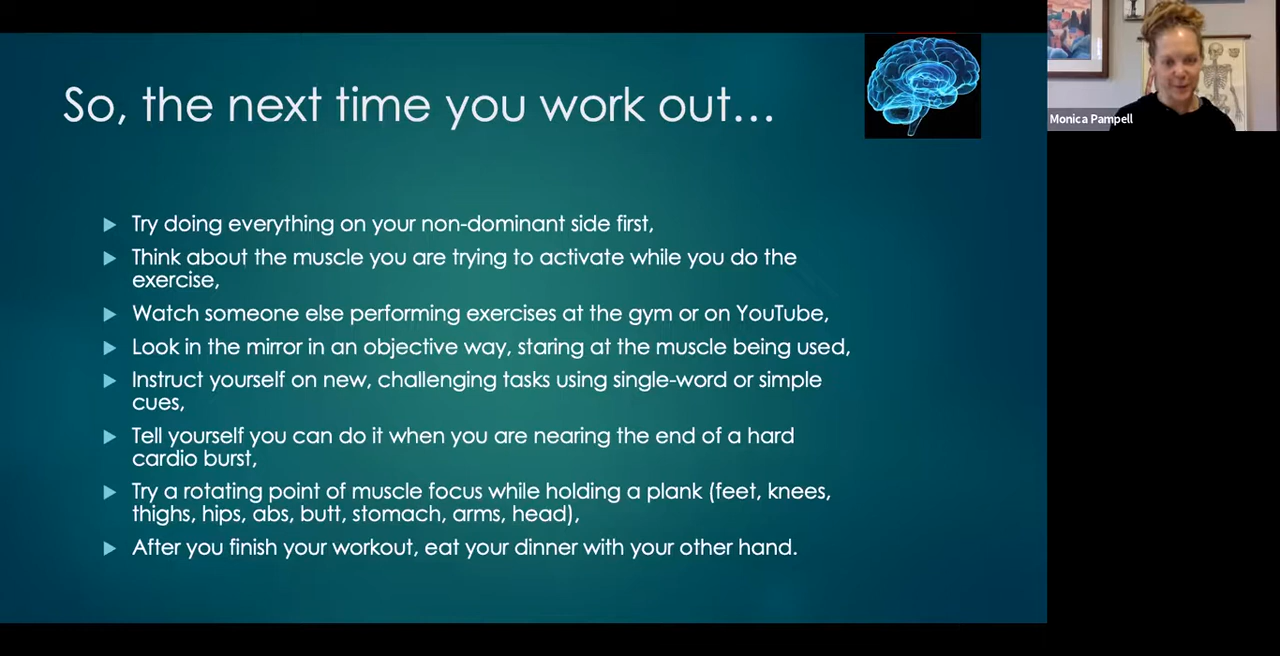 So, the next time you work out...
Try doing everything on your non-dominant side first,
Think about the muscle you are trying to activate while you do the
exercise,
Watch someone else performing exercises at the gym or on YouTube,
Look in the mirror in an objective way, staring at the muscle being used,
Instruct yourself on new, challenging tasks using single-word or simple
cues,
Tell yourself you can do it when you are nearing the end of a hard
cardio burst,
Try a rotating point of muscle focus while holding a plank (feet, knees,
thighs, hips, abs, butt, stomach, arms, head),
After you finish your workout, eat your dinner with your other hand.
Monica Pampell